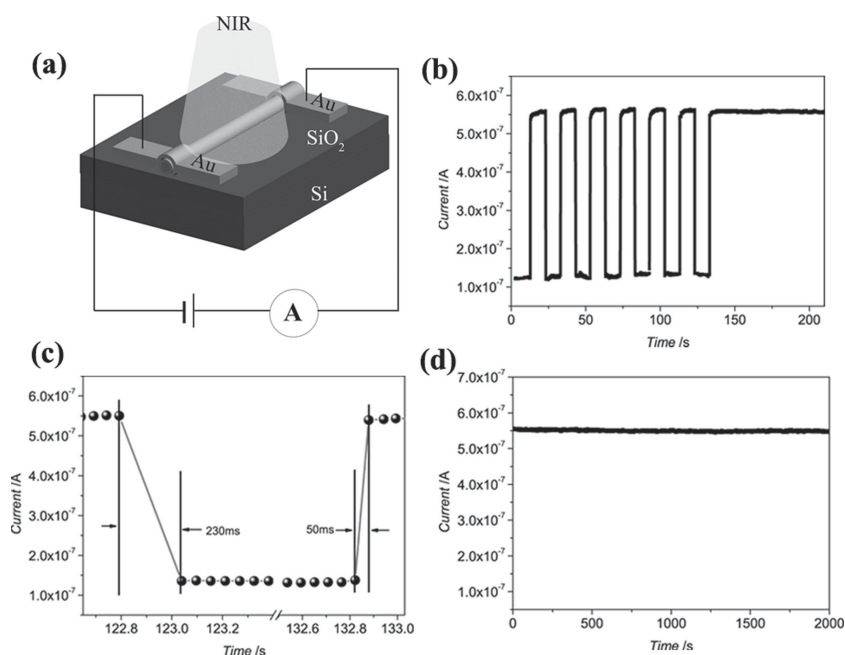 (a)
NIR
Au
SiO₂
Au
Si
A
(b)
6.0x10⁻⁷
5.0x10⁻⁷
4.0x10⁻⁷
3.0x10⁻⁷
2.0x10⁻⁷
1.0x10⁻⁷
Current /A
0 50 100 150 200
Time /s
(c)
6.0x10⁻⁷
5.0x10⁻⁷
4.0x10⁻⁷
3.0x10⁻⁷
2.0x10⁻⁷
1.0x10⁻⁷
Current /A
230ms
50ms
122.8 123.0 123.2 132.6 132.8 133.0
Time /s
(d)
7.0x10⁻⁷
6.0x10⁻⁷
5.0x10⁻⁷
4.0x10⁻⁷
3.0x10⁻⁷
2.0x10⁻⁷
1.0x10⁻⁷
Current /A
0 500 1000 1500 2000
Time /s